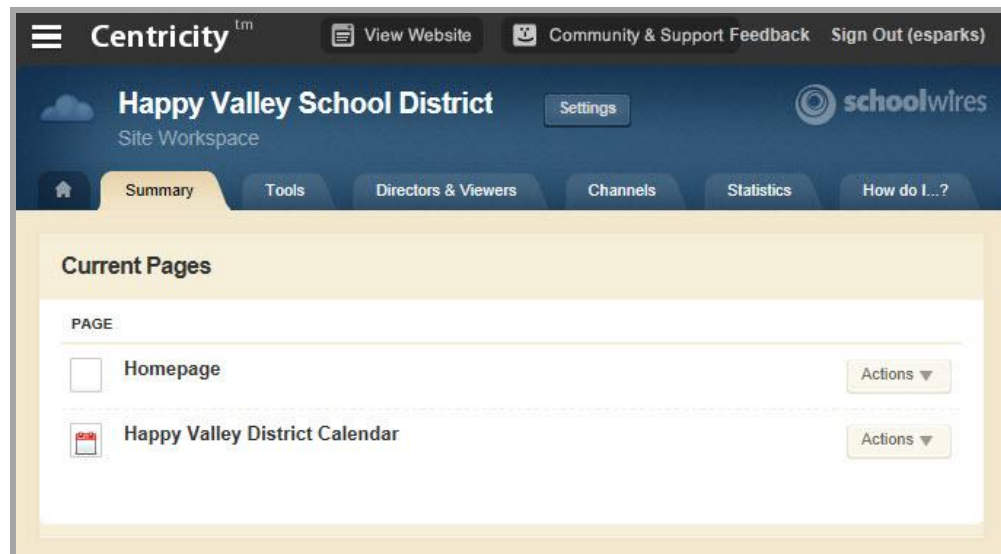 Centricity tm View Website Community & Support Feedback Sign Out (esparks)
Happy Valley School District Settings schoolwires
Site Workspace
Summary Tools Directors & Viewers Channels Statistics How do I...?
Current Pages
PAGE
Homepage Actions
Happy Valley District Calendar Actions